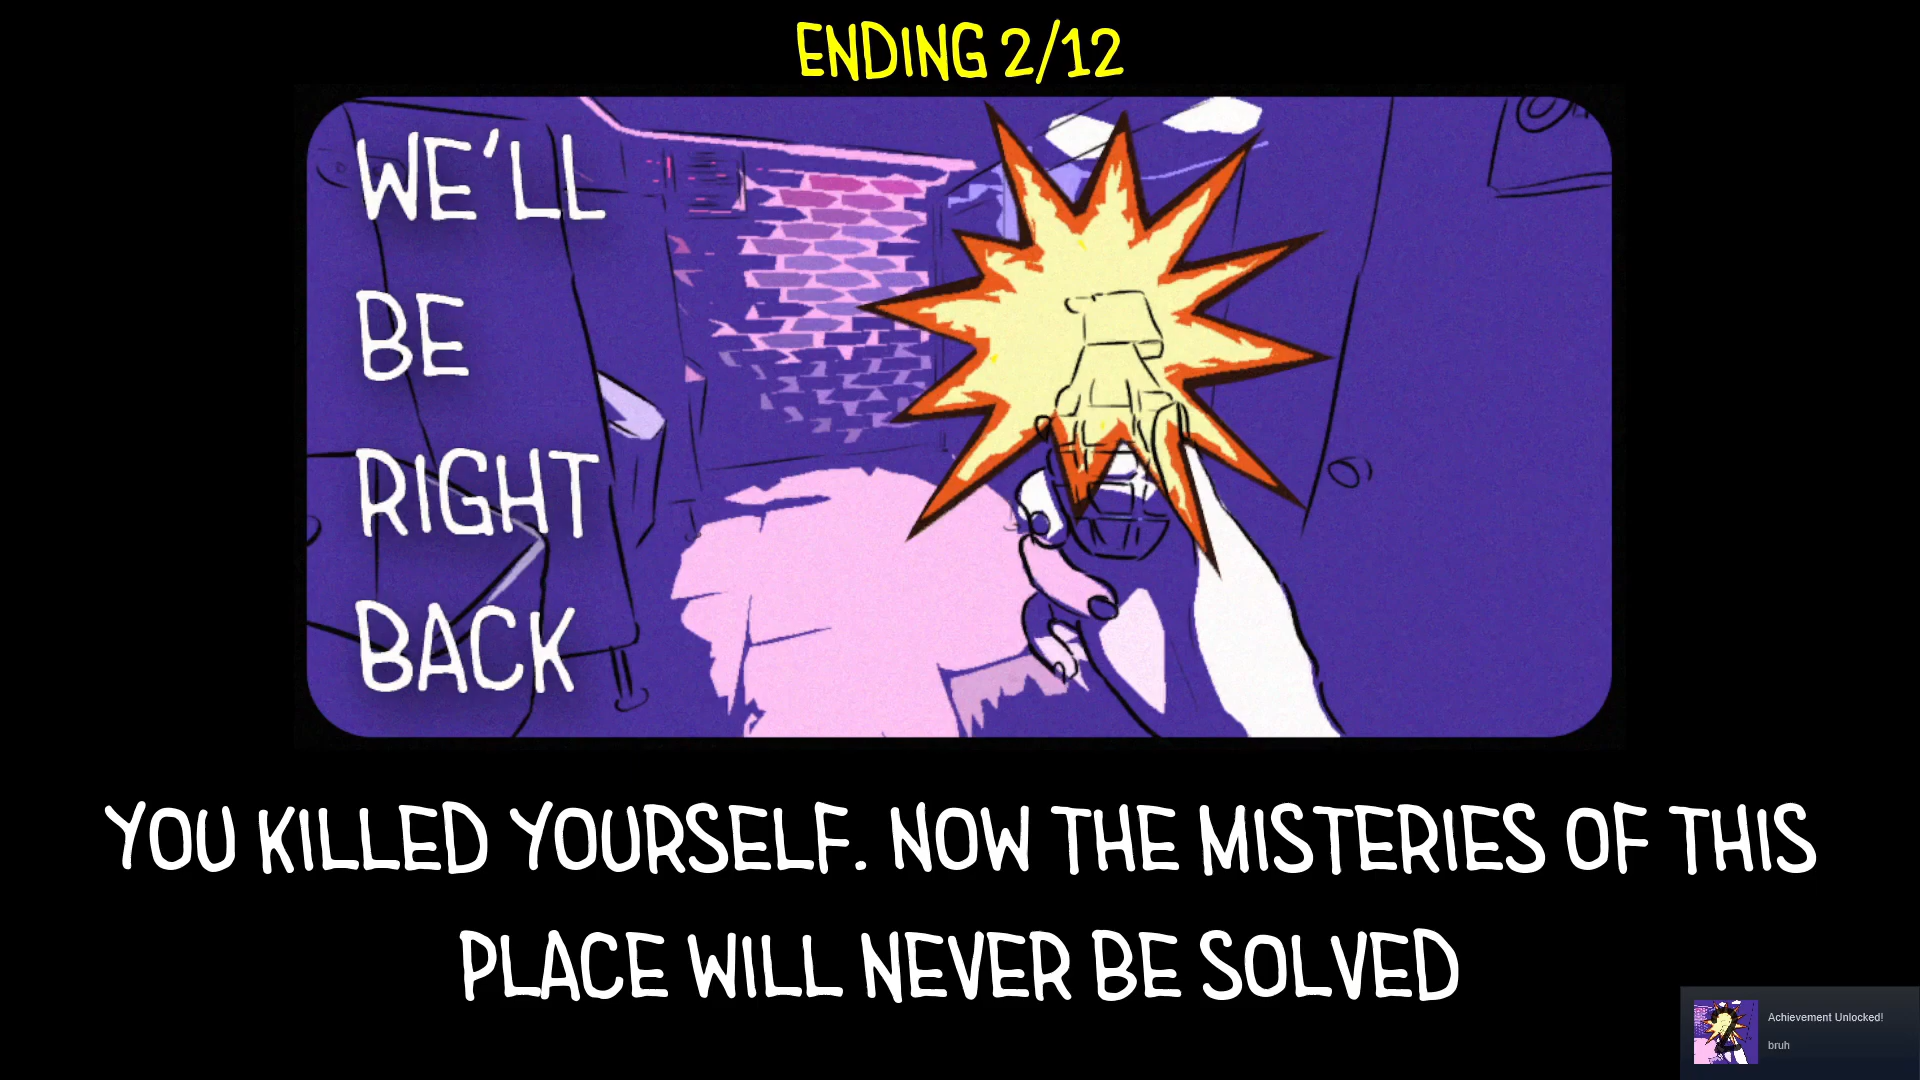 ENDING 2/12
WE'LL
BE
RIGHT
BACK
YOU KILLED YOURSELF. NOW THE MISTERIES OF THIS
PLACE WILL NEVER BE SOLVED
Achievement Unlocked!
bruh